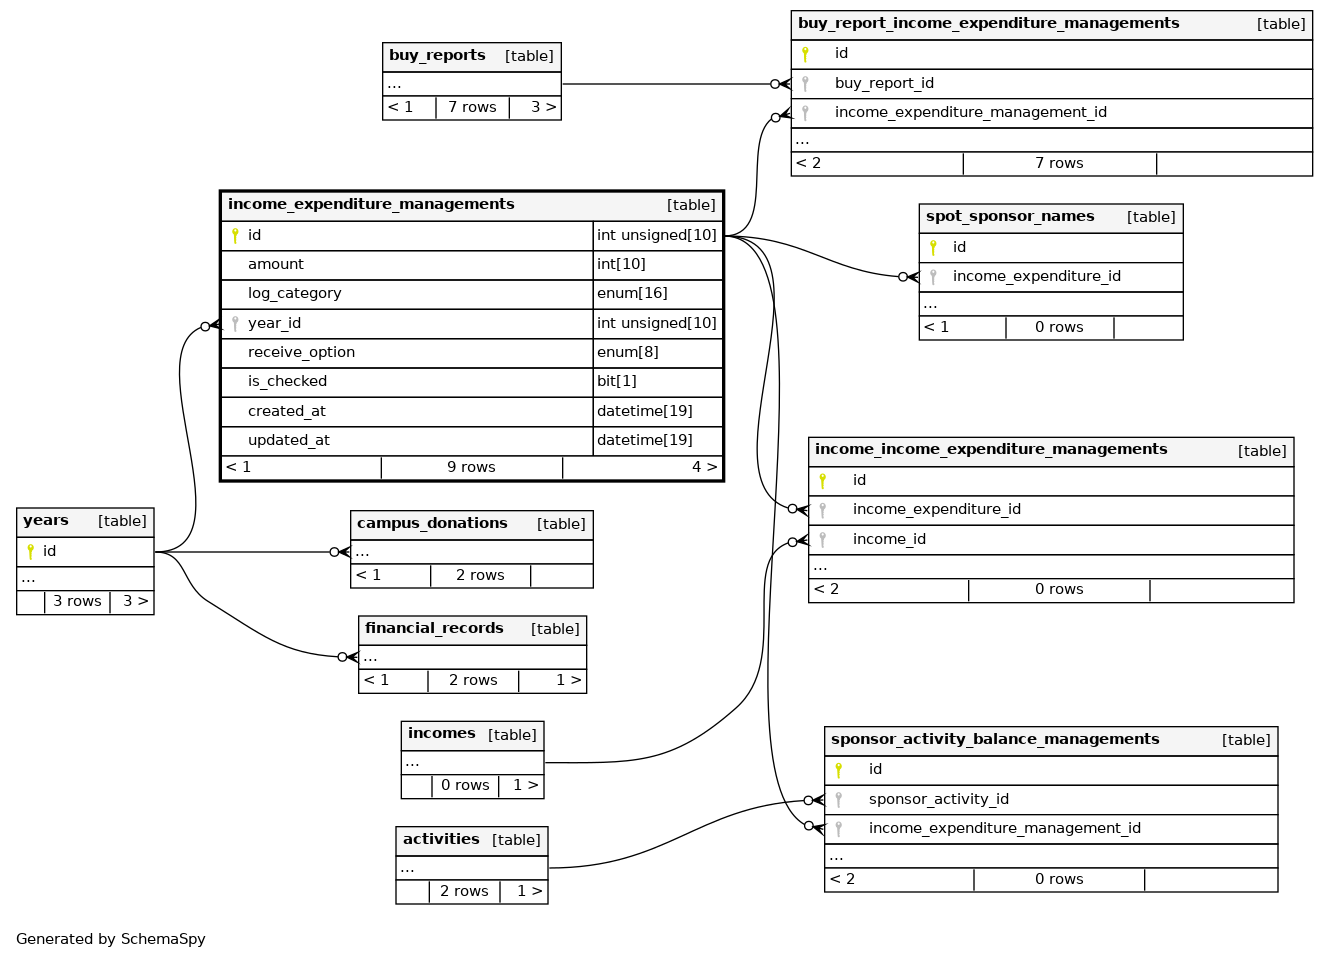 buy_reports [table]
...
< 1 7 rows 3 >
buy_report_income_expenditure_managements [table]
id
buy_report_id
income_expenditure_management_id
...
< 2 7 rows
income_expenditure_managements [table]
id int unsigned[10]
amount int[10]
log_category enum[16]
year_id int unsigned[10]
receive_option enum[8]
is_checked bit[1]
created_at datetime[19]
updated_at datetime[19]
< 1 9 rows 4 >
spot_sponsor_names [table]
id
income_expenditure_id
...
< 1 0 rows
income_income_expenditure_managements [table]
id
income_expenditure_id
income_id
...
< 2 0 rows
years [table]
id
...
3 rows 3 >
campus_donations [table]
...
< 1 2 rows
financial_records [table]
...
< 1 2 rows 1 >
incomes [table]
...
0 rows 1 >
activities [table]
...
2 rows 1 >
sponsor_activity_balance_managements [table]
id
sponsor_activity_id
income_expenditure_management_id
...
< 2 0 rows
Generated by SchemaSpy